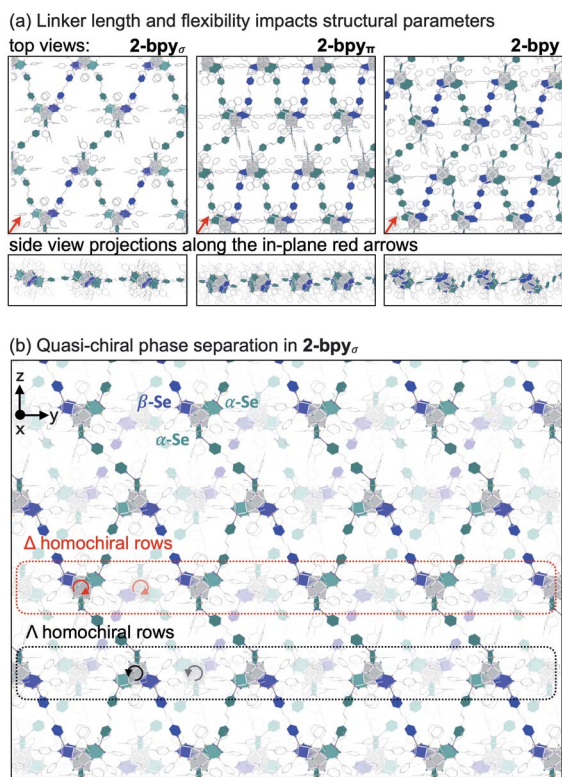 (a) Linker length and flexibility impacts structural parameters
top views: 2-bpyσ 2-bpyπ 2-bpy
side view projections along the in-plane red arrows
(b) Quasi-chiral phase separation in 2-bpyσ
z
y
x
β-Se α-Se
α-Se
Δ homochiral rows
Λ homochiral rows